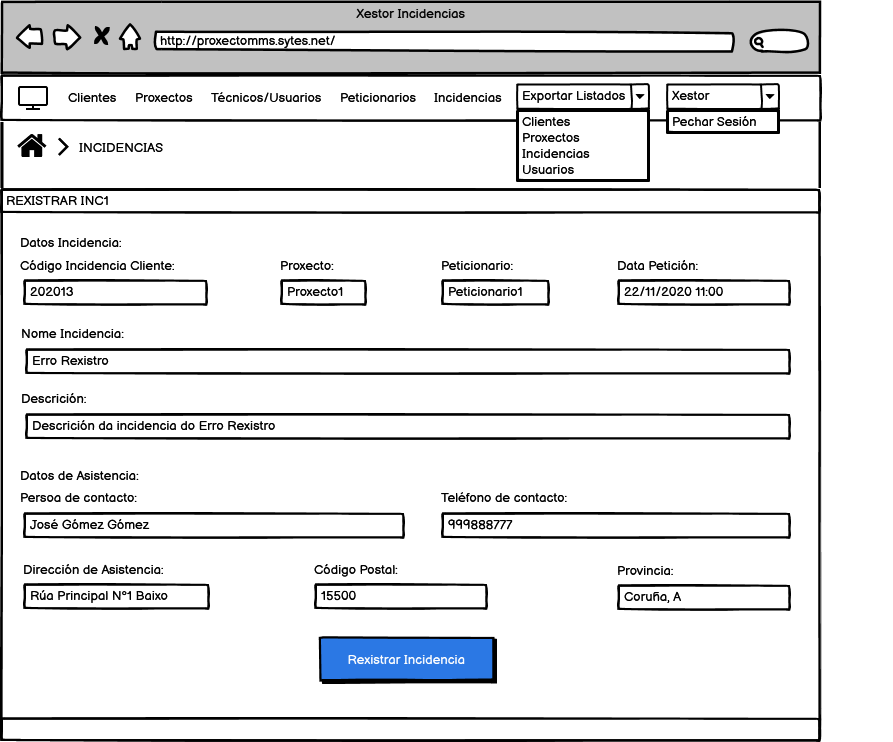 Xestor Incidencias
http://proxectomms.sytes.net/
Clientes Proxectos Técnicos/Usuarios Peticionarios Incidencias Exportar Listados Xestor
Clientes
Proxectos
Incidencias
Usuarios
Pechar Sesión
INCIDENCIAS
REXISTRAR INC1
Datos Incidencia:
Código Incidencia Cliente: Proxecto: Peticionario: Data Petición:
202013 Proxecto1 Peticionario1 22/11/2020 11:00
Nome Incidencia:
Erro Rexistro
Descrición:
Descrición da incidencia do Erro Rexistro
Datos de Asistencia:
Persoa de contacto: Teléfono de contacto:
José Gómez Gómez 999888777
Dirección de Asistencia: Código Postal: Provincia:
Rúa Principal Nº1 Baixo 15500 Coruña, A
Rexistrar Incidencia